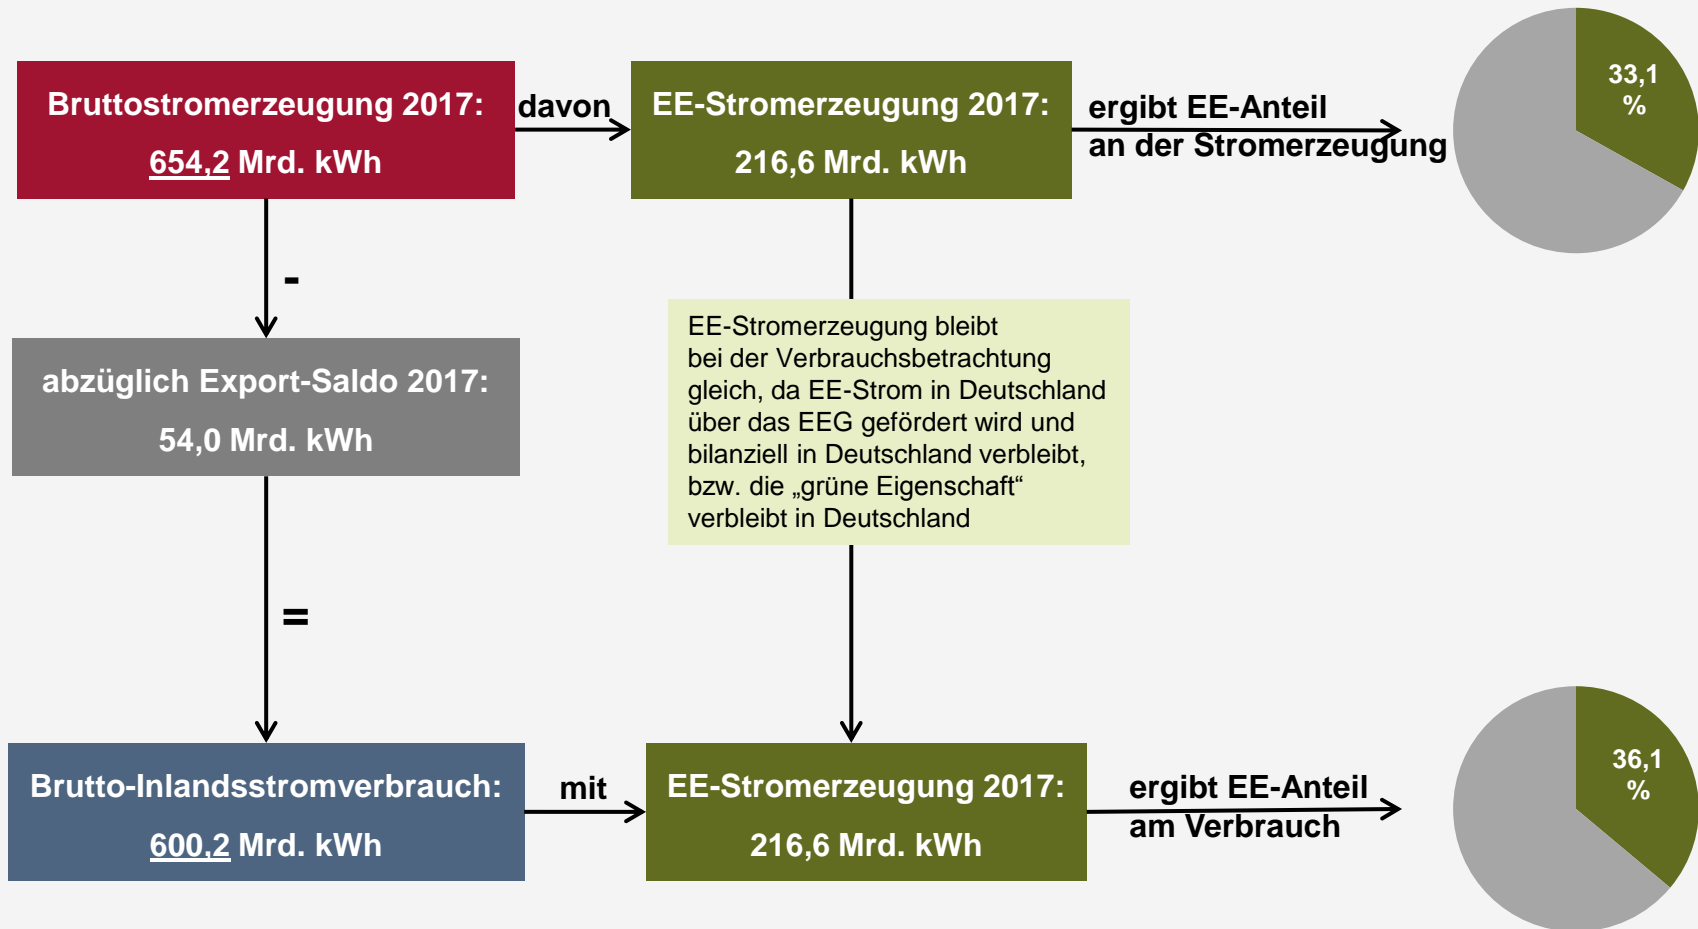 Bruttostromerzeugung 2017:
654,2 Mrd. kWh
davon
EE-Stromerzeugung 2017:
216,6 Mrd. kWh
ergibt EE-Anteil
an der Stromerzeugung
33,1
%
-
abzüglich Export-Saldo 2017:
54,0 Mrd. kWh
EE-Stromerzeugung bleibt
bei der Verbrauchsbetrachtung
gleich, da EE-Strom in Deutschland
über das EEG gefördert wird und
bilanziell in Deutschland verbleibt,
bzw. die „grüne Eigenschaft“
verbleibt in Deutschland
=
Brutto-Inlandsstromverbrauch:
600,2 Mrd. kWh
mit
EE-Stromerzeugung 2017:
216,6 Mrd. kWh
ergibt EE-Anteil
am Verbrauch
36,1
%